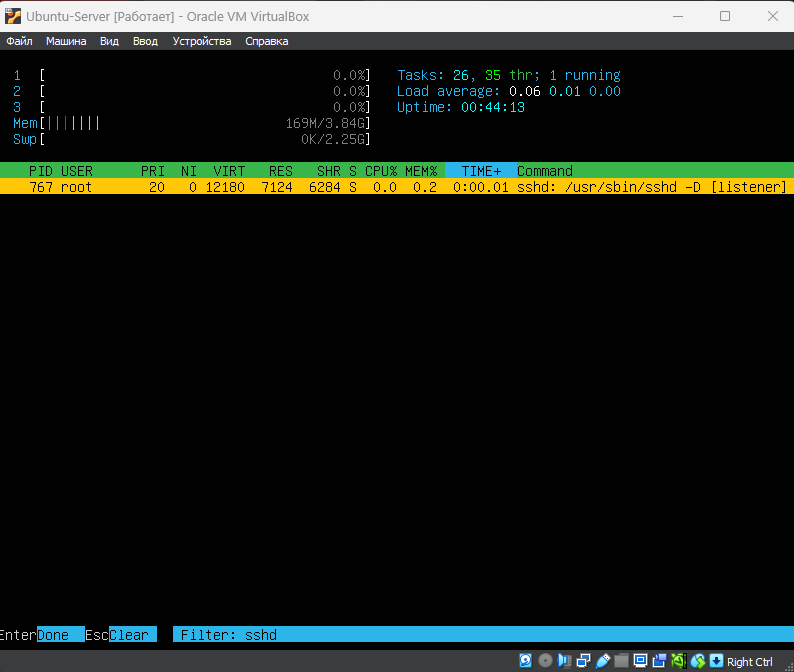 Ubuntu-Server [Работает] - Oracle VM VirtualBox
Файл Машина Вид Ввод Устройства Справка
1 [ 0.0%] Tasks: 26, 35 thr; 1 running
2 [ 0.0%] Load average: 0.06 0.01 0.00
3 [ 0.0%] Uptime: 00:44:13
Mem[||||||| 169M/3.84G]
Swp[ 0K/2.25G]
PID USER PRI NI VIRT RES SHR S CPU% MEM% TIME+ Command
767 root 20 0 12180 7124 6284 S 0.0 0.2 0:00.01 sshd: /usr/sbin/sshd -D [listener]
EnterDone EscClear Filter: sshd
Right Ctrl